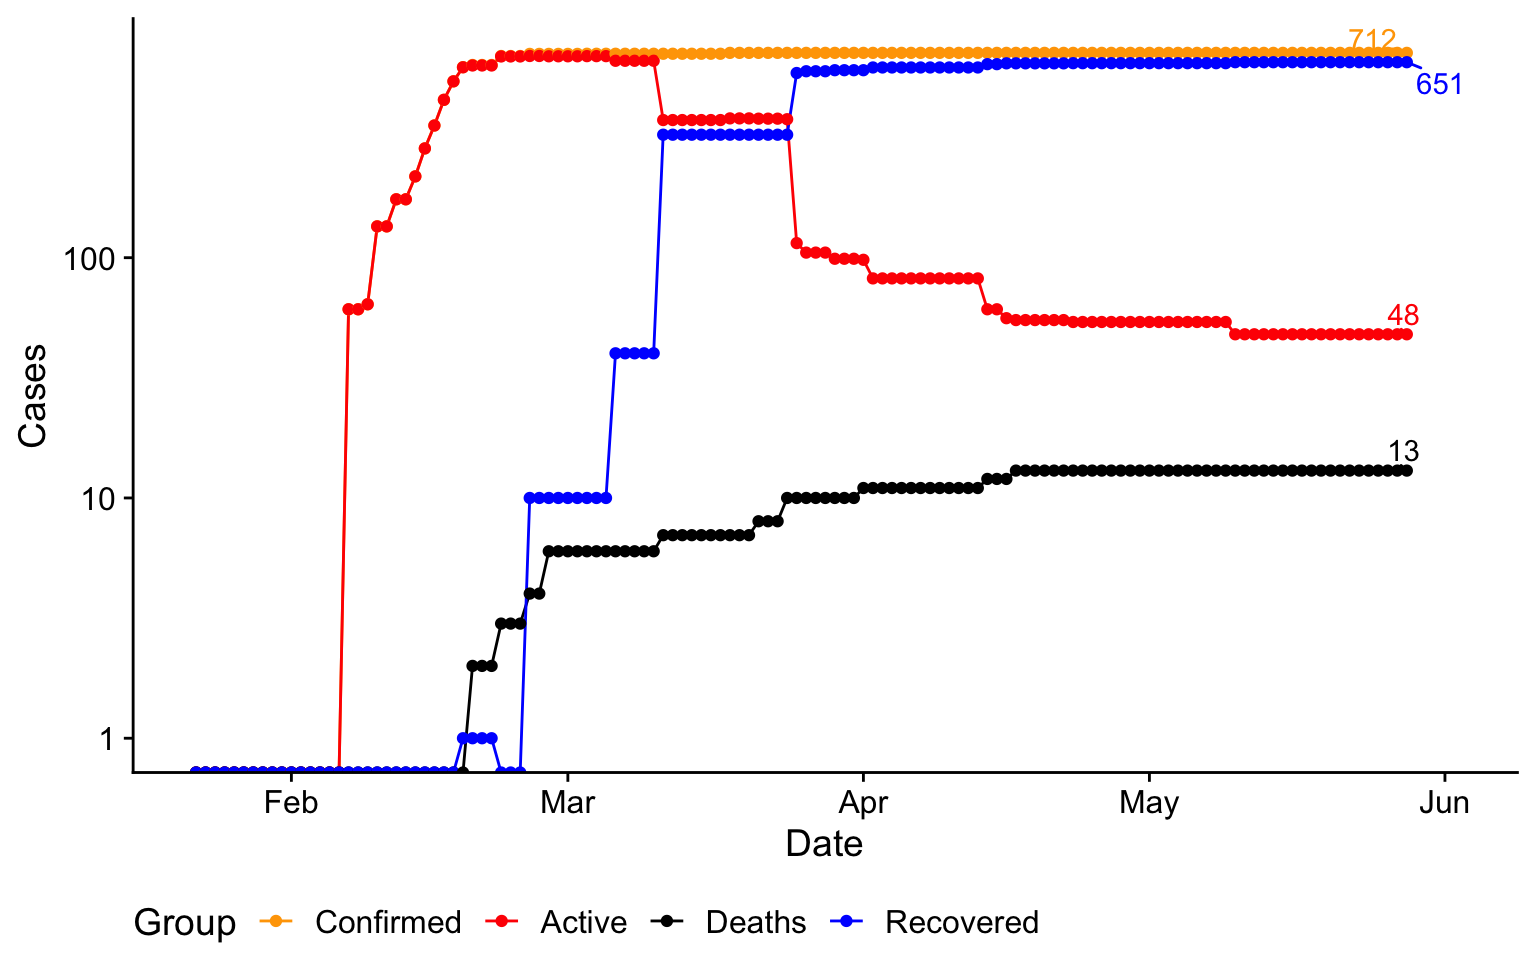 712
651
100
48
Cases
13
10
1
Feb Mar Apr May Jun
Date
Group Confirmed Active Deaths Recovered